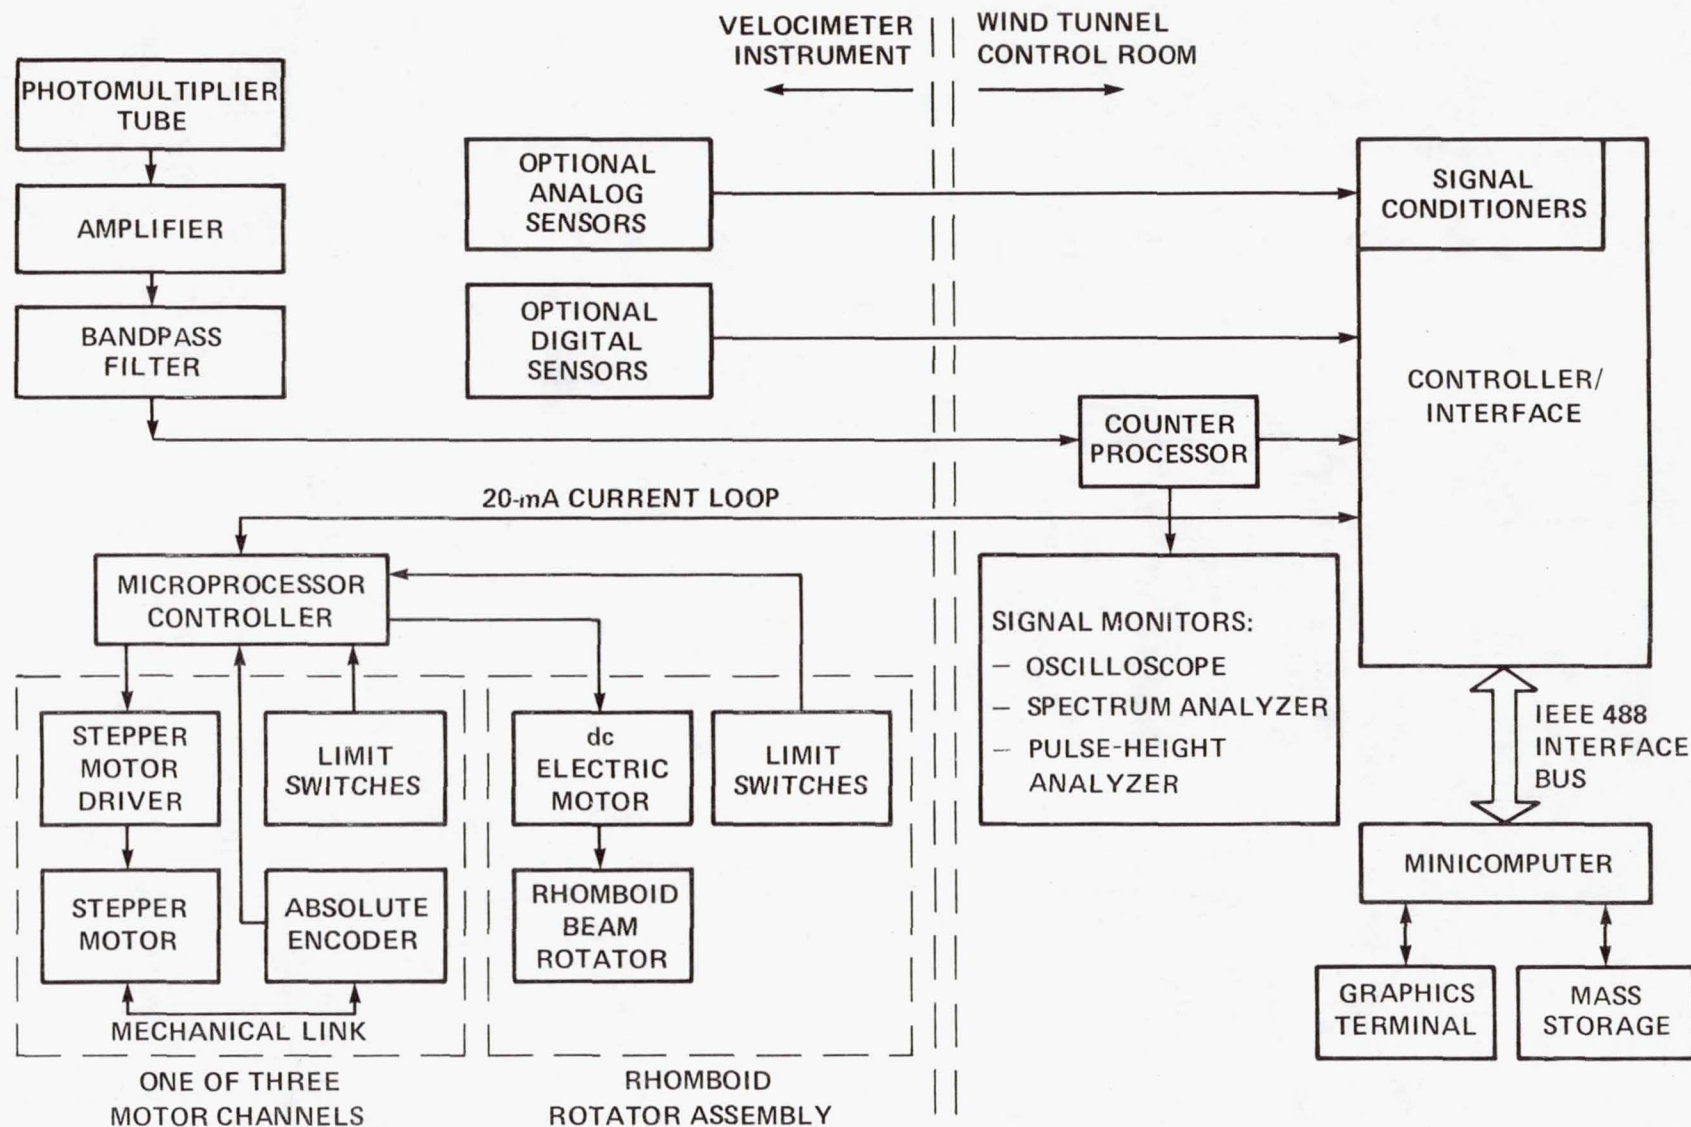 VELOCIMETER
INSTRUMENT
WIND TUNNEL
CONTROL ROOM
PHOTOMULTIPLIER
TUBE
AMPLIFIER
BANDPASS
FILTER
OPTIONAL
ANALOG
SENSORS
OPTIONAL
DIGITAL
SENSORS
SIGNAL
CONDITIONERS
CONTROLLER/
INTERFACE
COUNTER
PROCESSOR
20-mA CURRENT LOOP
MICROPROCESSOR
CONTROLLER
SIGNAL MONITORS:
– OSCILLOSCOPE
– SPECTRUM ANALYZER
– PULSE-HEIGHT
ANALYZER
STEPPER
MOTOR
DRIVER
LIMIT
SWITCHES
dc
ELECTRIC
MOTOR
LIMIT
SWITCHES
IEEE 488
INTERFACE
BUS
STEPPER
MOTOR
ABSOLUTE
ENCODER
RHOMBOID
BEAM
ROTATOR
MINICOMPUTER
MECHANICAL LINK
GRAPHICS
TERMINAL
MASS
STORAGE
ONE OF THREE
MOTOR CHANNELS
RHOMBOID
ROTATOR ASSEMBLY